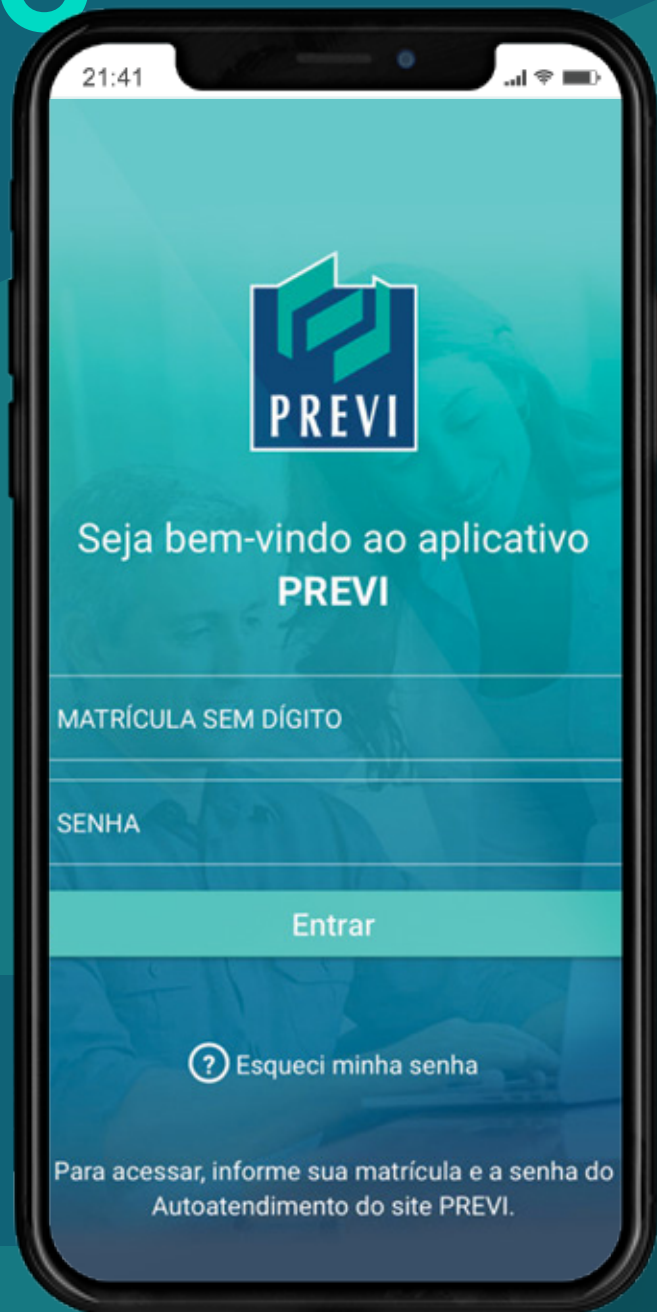 21:41
PREVI
Seja bem-vindo ao aplicativo
PREVI
MATRÍCULA SEM DÍGITO
SENHA
Entrar
? Esqueci minha senha
Para acessar, informe sua matrícula e a senha do
Autoatendimento do site PREVI.